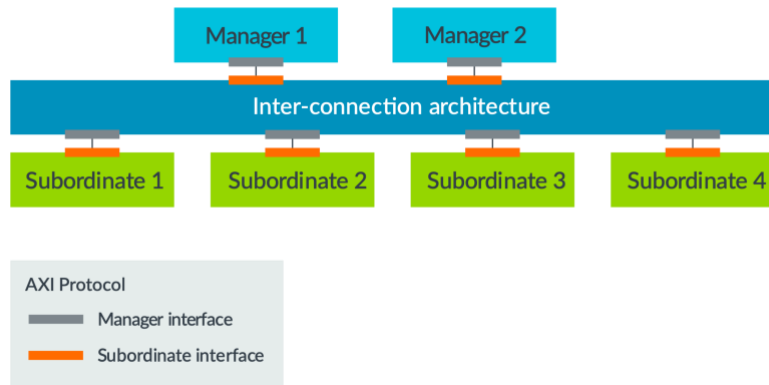 Manager 1
Manager 2
Inter-connection architecture
Subordinate 1
Subordinate 2
Subordinate 3
Subordinate 4
AXI Protocol
Manager interface
Subordinate interface